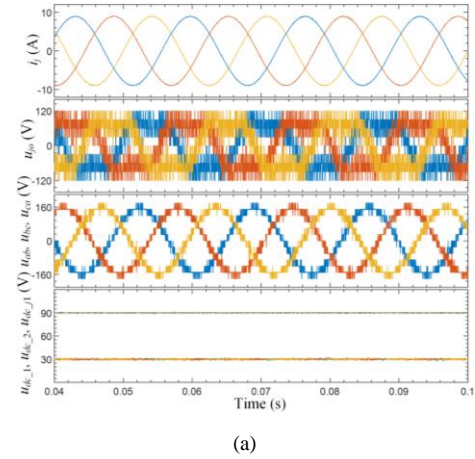 10
0
-10
i_j (A)
120
0
-120
u_jo (V)
160
0
-160
u_ab, u_bc, u_ca (V)
90
60
30
u_dc_1, u_dc_2, u_dc_f1 (V)
0.04 0.05 0.06 0.07 0.08 0.09 0.1
Time (s)
(a)